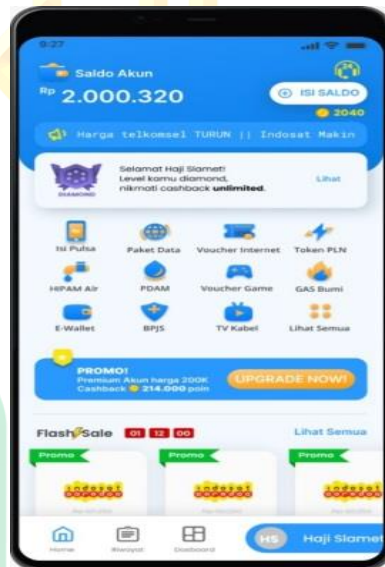 9:27
Saldo Akun
24
Rp 2.000.320
ISI SALDO
2040
Harga telkomsel TURUN || Indosat Makin
Selamat Haji Slamet!
Level kamu diamond,
nikmati cashback unlimited.
Lihat
DIAMOND
Isi Pulsa Paket Data Voucher Internet Token PLN
HIPAM Air PDAM Voucher Game GAS Bumi
E-Wallet BPJS TV Kabel Lihat Semua
PROMO!
Premium Akun harga 200K
Cashback 214.000 poin
UPGRADE NOW!
Flash Sale 01 12 00 Lihat Semua
Promo Promo Promo
indosat indosat indosat
ooredoo ooredoo ooredoo
Home Riwayat Dasboard HS Haji Slamet